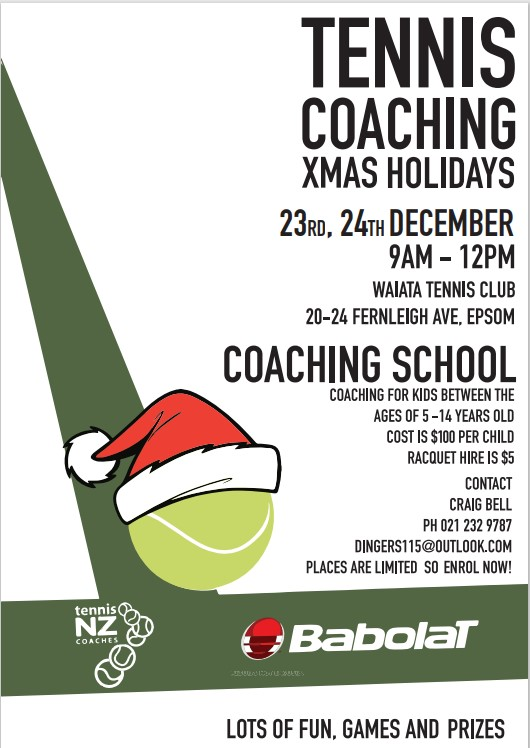 TENNIS
COACHING
XMAS HOLIDAYS
23RD, 24TH DECEMBER
9AM – 12PM
WAIATA TENNIS CLUB
20–24 FERNLEIGH AVE, EPSOM
COACHING SCHOOL
COACHING FOR KIDS BETWEEN THE
AGES OF 5 –14 YEARS OLD
COST IS $100 PER CHILD
RACQUET HIRE IS $5
CONTACT
CRAIG BELL
PH 021 232 9787
DINGERS115@OUTLOOK.COM
PLACES ARE LIMITED SO ENROL NOW!
tennis
NZ
COACHES
BabolaT
LOTS OF FUN, GAMES AND PRIZES